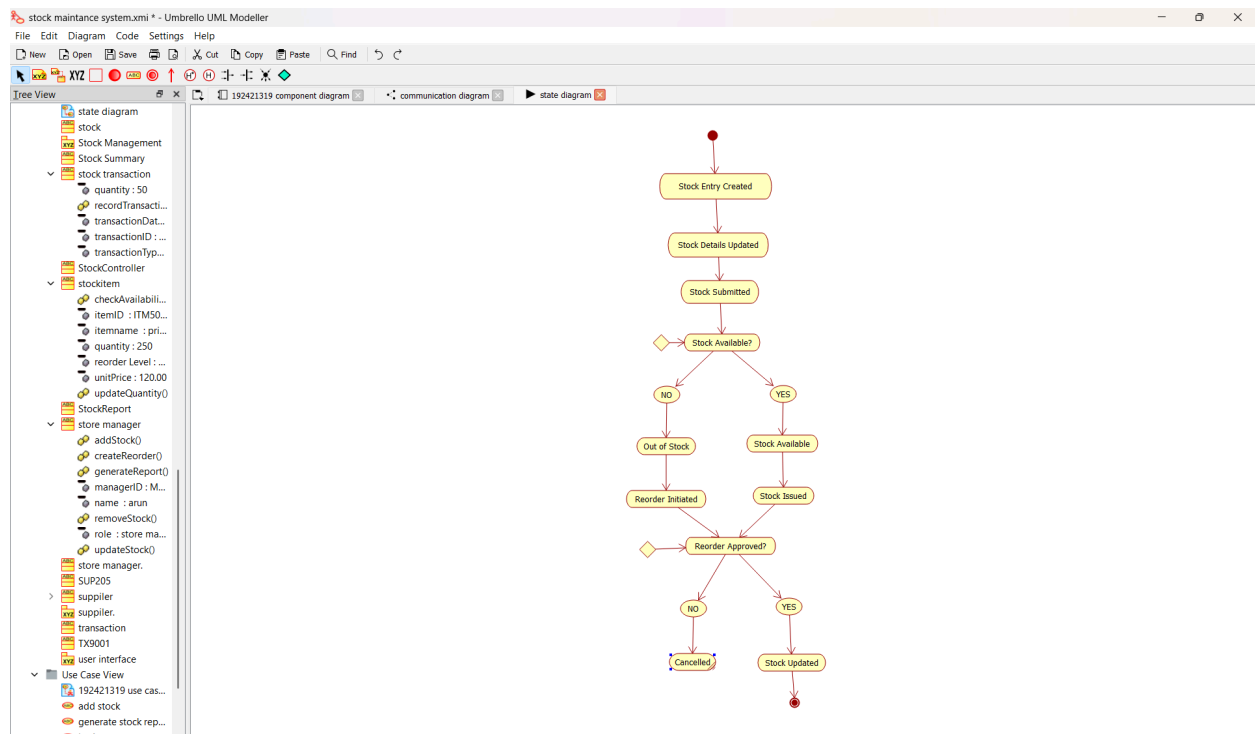 stock maintance system.xmi * - Umbrello UML Modeller
File Edit Diagram Code Settings Help
New Open Save Cut Copy Paste Find
XYZ XYZ ABC
Tree View
192421319 component diagram
communication diagram
state diagram
state diagram
stock
Stock Management
Stock Summary
stock transaction
quantity : 50
recordTransacti...
transactionDat...
transactionID : ...
transactionTyp...
StockController
stockitem
checkAvailabili...
itemID : ITM50...
itemname : pri...
quantity : 250
reorder Level : ...
unitPrice : 120.00
updateQuantity()
StockReport
store manager
addStock()
createReorder()
generateReport()
managerID : M...
name : arun
removeStock()
role : store ma...
updateStock()
store manager.
SUP205
suppiler
suppiler.
transaction
TX9001
user interface
Use Case View
192421319 use cas...
add stock
generate stock rep...
Stock Entry Created
Stock Details Updated
Stock Submitted
Stock Available?
NO
YES
Out of Stock
Stock Available
Reorder Initiated
Stock Issued
Reorder Approved?
NO
YES
Cancelled
Stock Updated